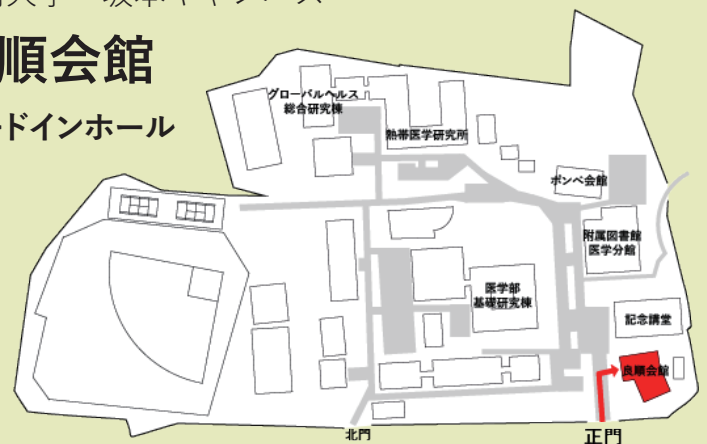 順会館
ドインホール
グローバルヘルス
総合研究棟
熱帯医学研究所
ポンペ会館
附属図書館
医学分館
医学部
基礎研究棟
記念講堂
良順会館
北門
正門